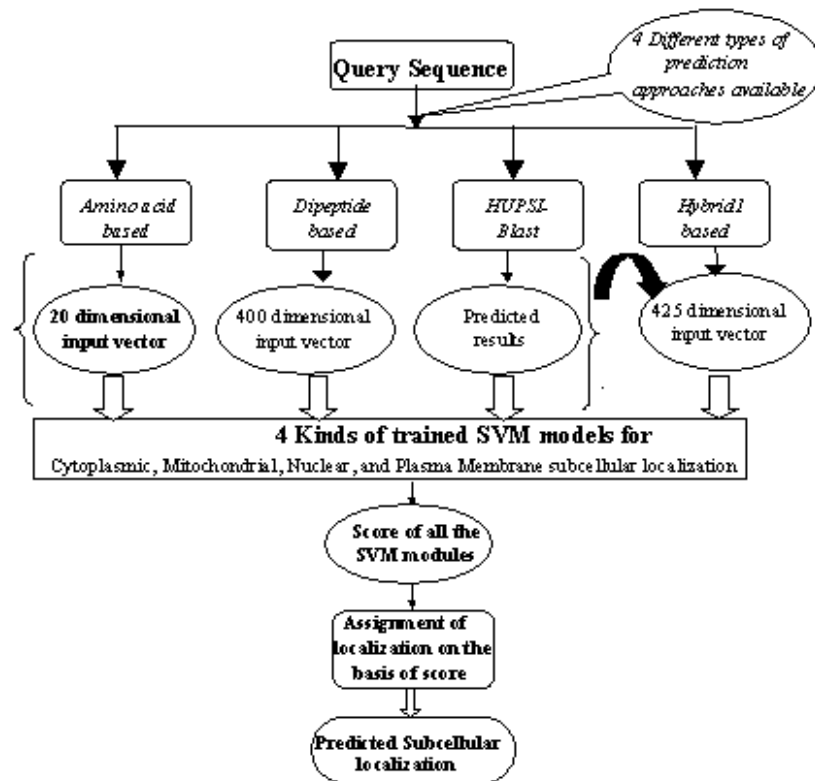 4 Different types of
prediction
approaches available
Query Sequence
Amino acid
based
Dipeptide
based
HUPSI-
Blast
Hybrid1
based
20 dimensional
input vector
400 dimensional
input vector
Predicted
results
425 dimensional
input vector
4 Kinds of trained SVM models for
Cytoplasmic, Mitochondrial, Nuclear, and Plasma Membrane subcellular localization
Score of all the
SVM modules
Assignment of
localization on the
basis of score
Predicted Subcellular
localization